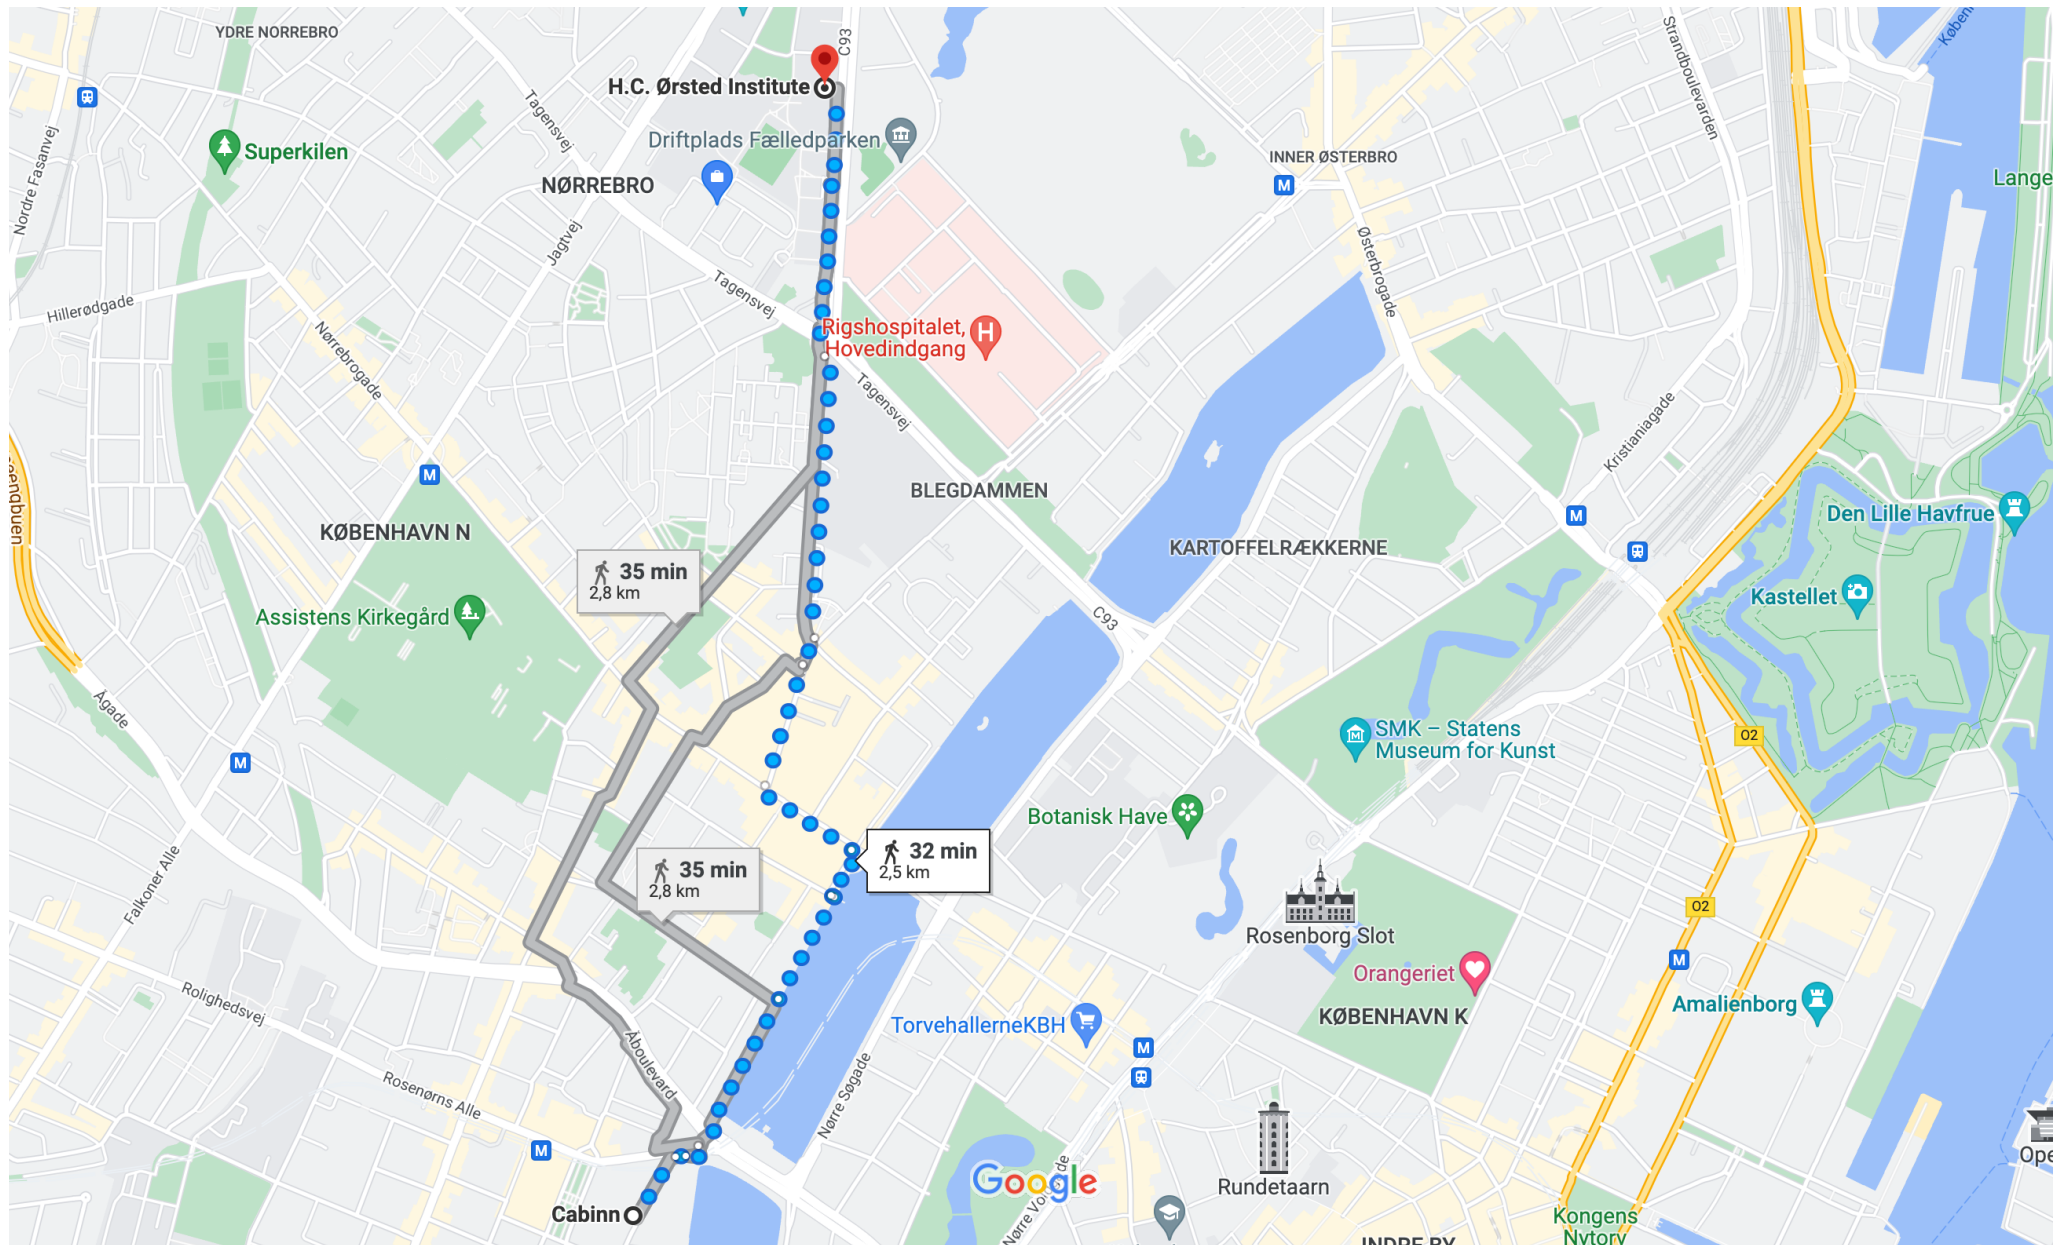 YDRE NORREBRO
C93
Københ
Strandboulevarden
H.C. Ørsted Institute
Tagensvej
Driftplads Fælledparken
Superkilen
INNER ØSTERBRO
Nordre Fasanvej
NØRREBRO
Lange
Jagtvej
Østerbrogade
Tagensvej
Hillerødgade
Rigshospitalet,
Hovedindgang
Nørrebrogade
Tagensvej
Kristianiagade
BLEGDAMMEN
KØBENHAVN N
KARTOFFELRÆKKERNE
Den Lille Havfrue
35 min
2,8 km
Kastellet
Assistens Kirkegård
C93
Ågade
SMK – Statens
Museum for Kunst
O2
Botanisk Have
32 min
2,5 km
35 min
2,8 km
Falkoner Alle
O2
Rosenborg Slot
Orangeriet
Rolighedsvej
Amalienborg
KØBENHAVN K
TorvehallerneKBH
Åboulevard
Nørre Søgade
Rosenørns Alle
Google
Rundetaarn
Ope
Cabinn
Kongens
Nytorv
INDRE BY